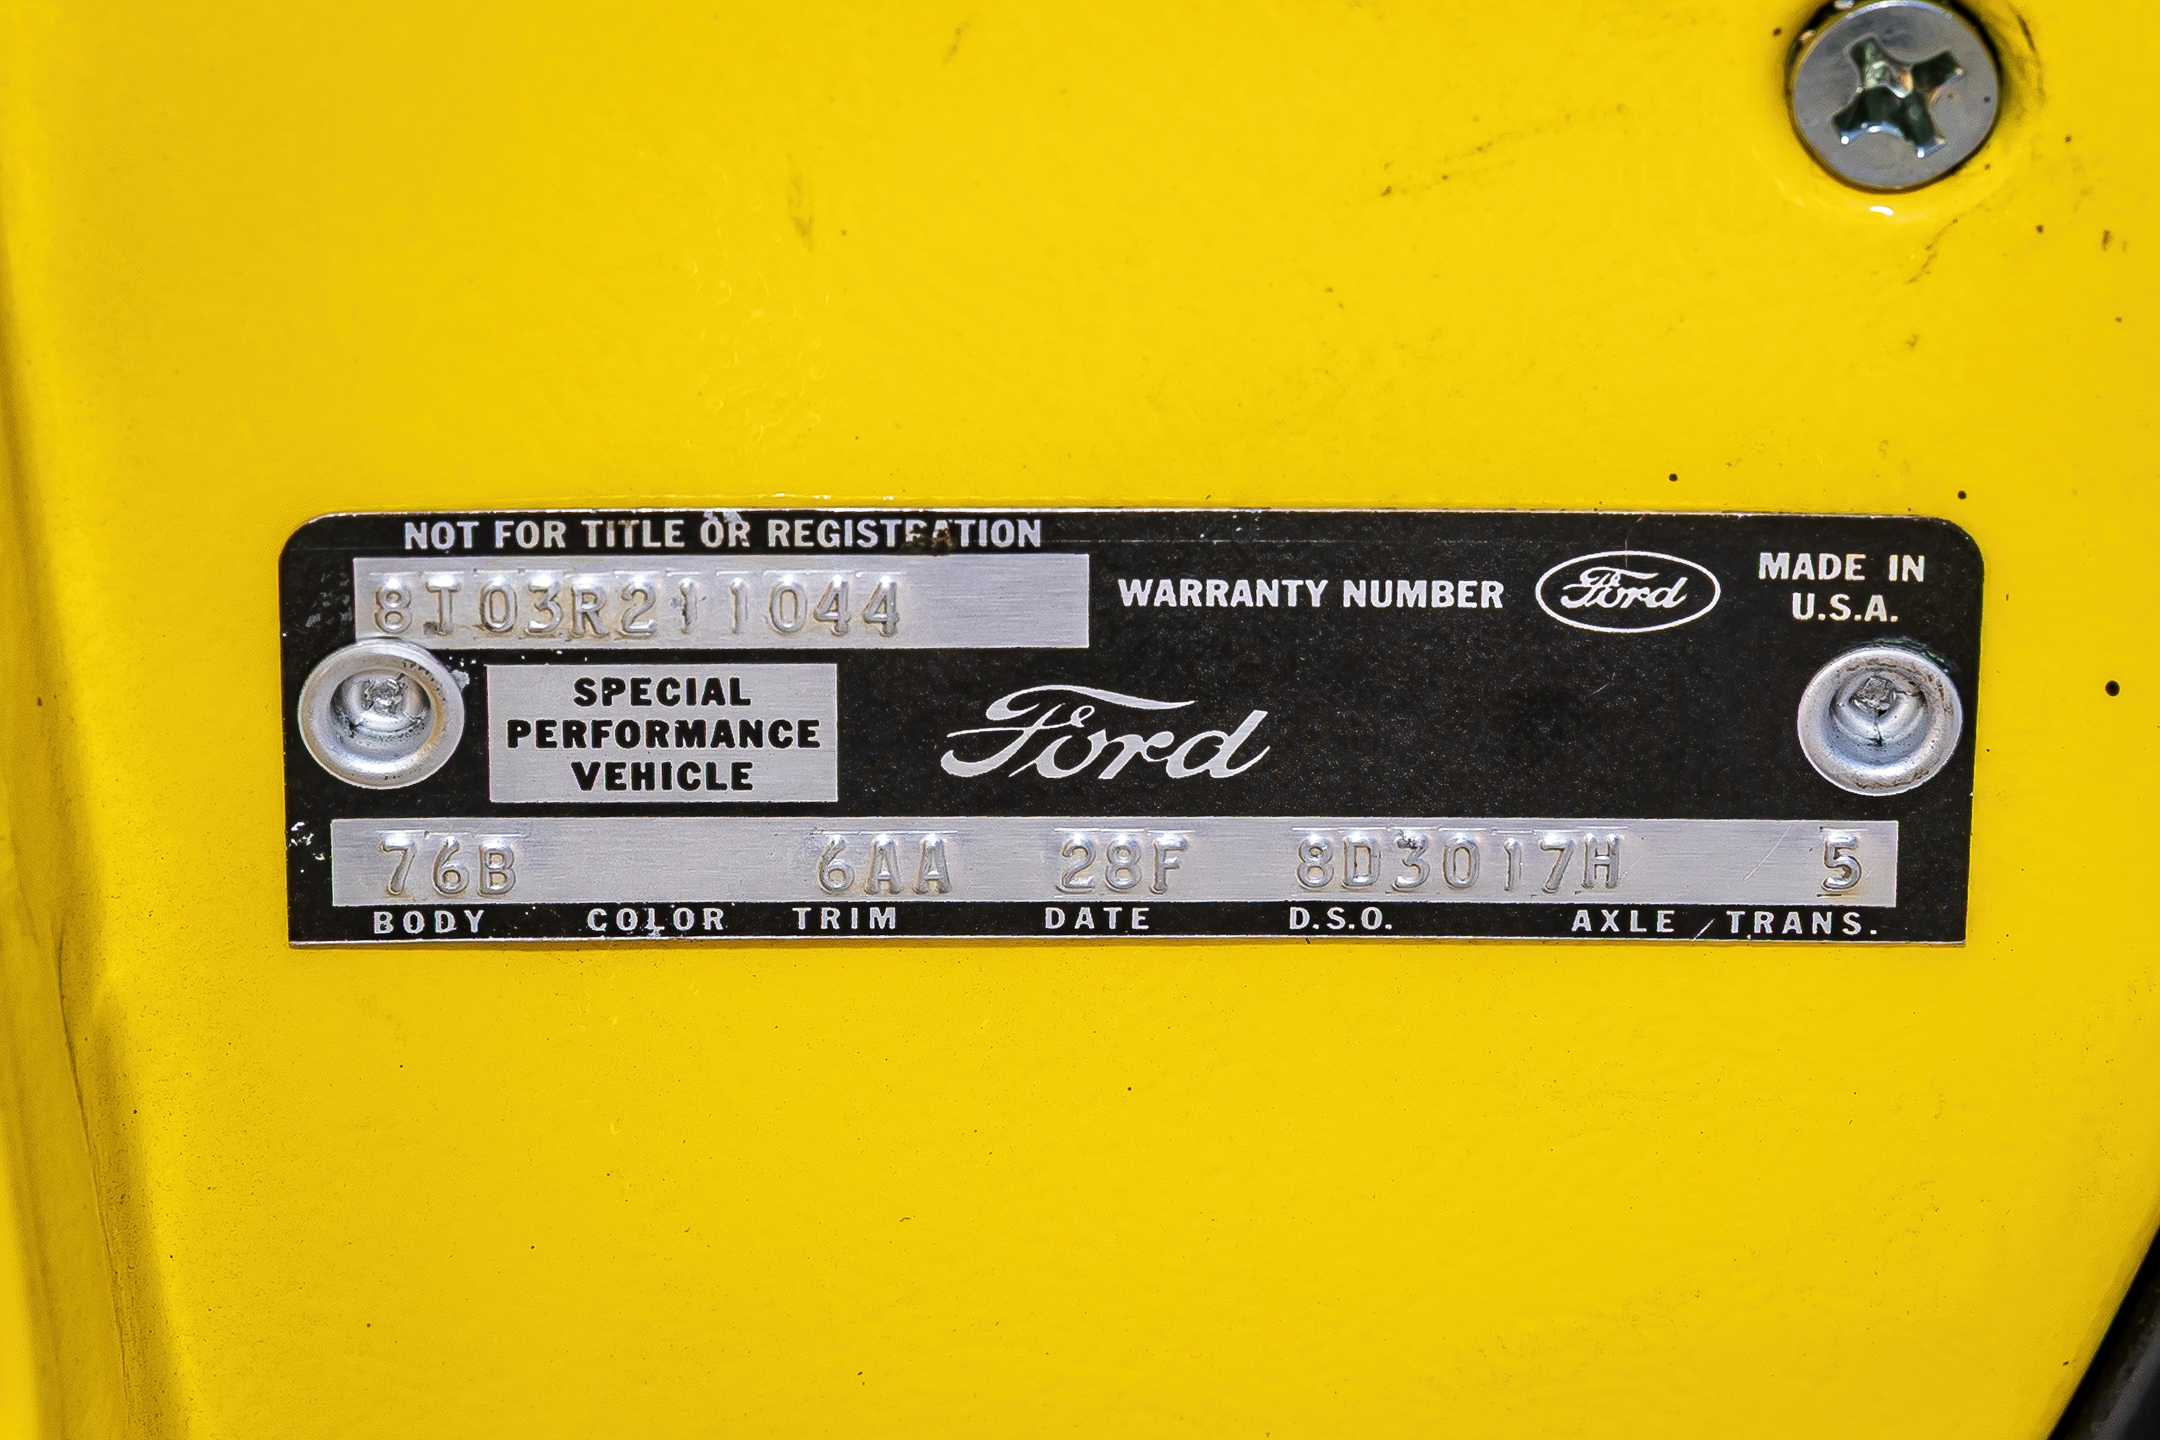 NOT FOR TITLE OR REGISTRATION
8T03R211044
WARRANTY NUMBER
Ford
MADE IN
U.S.A.
SPECIAL
PERFORMANCE
VEHICLE
Ford
76B 6AA 28F 8D3017H 5
BODY COLOR TRIM DATE D.S.O. AXLE TRANS.